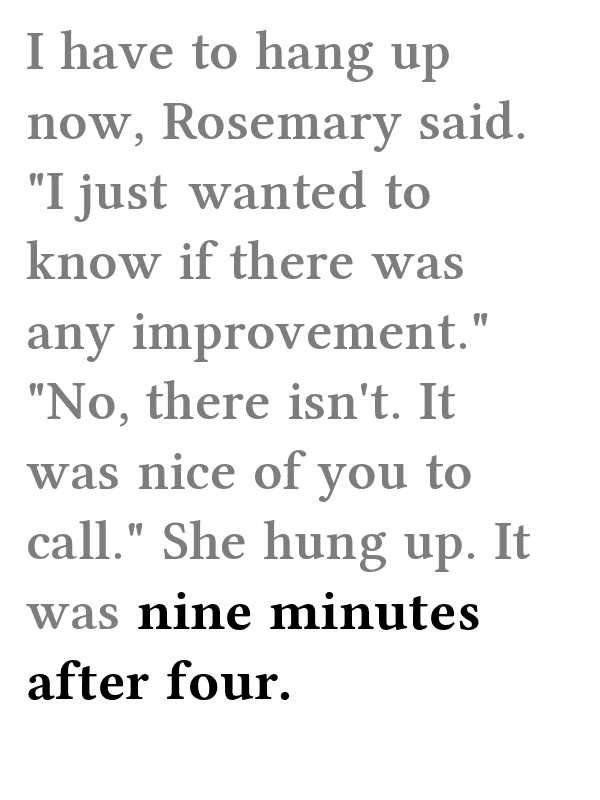 I have to hang up
now, Rosemary said.
"I just wanted to
know if there was
any improvement."
"No, there isn't. It
was nice of you to
call." She hung up. It
was nine minutes
after four.